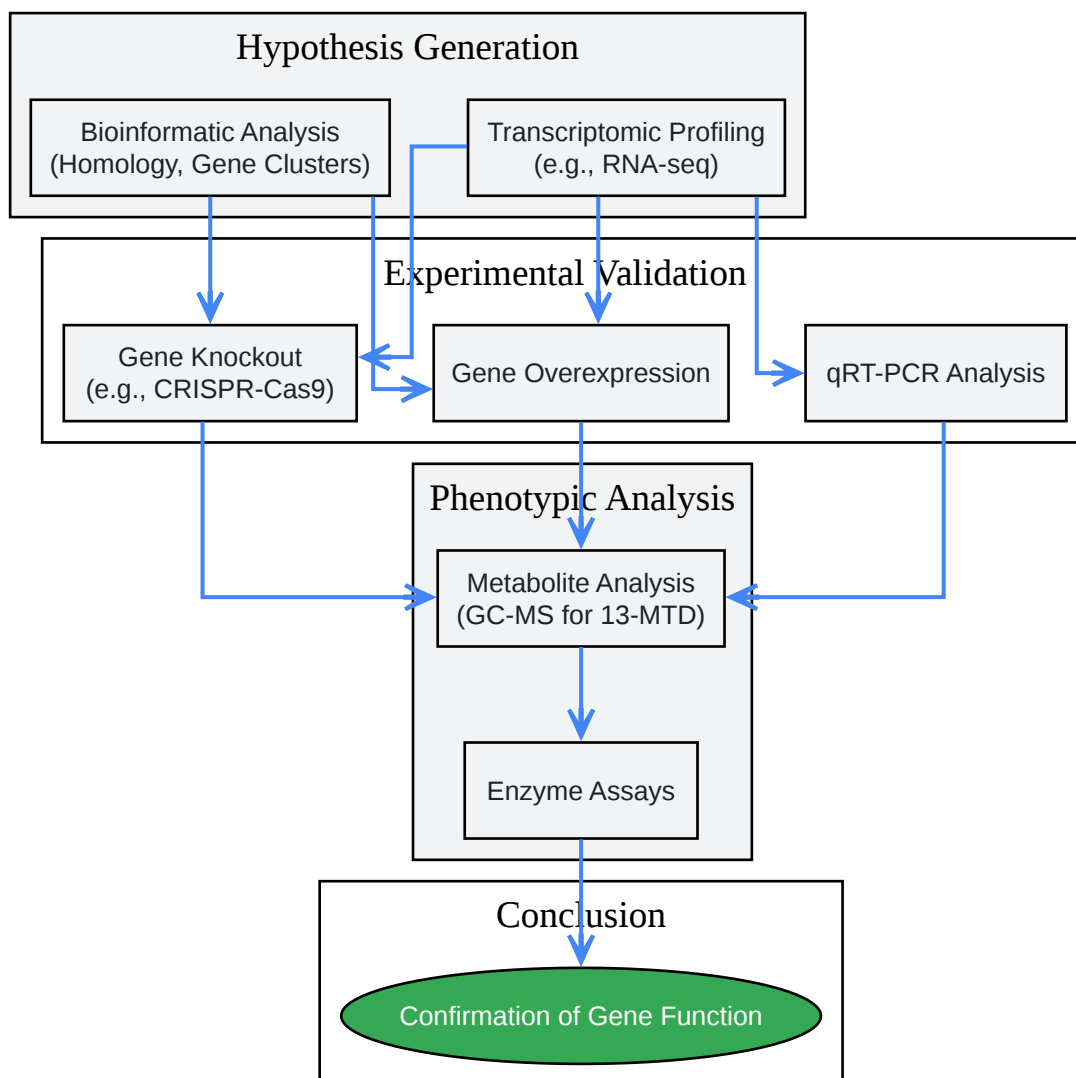 Hypothesis Generation
Bioinformatic Analysis
(Homology, Gene Clusters)
Transcriptomic Profiling
(e.g., RNA-seq)
Experimental Validation
Gene Knockout
(e.g., CRISPR-Cas9)
Gene Overexpression
qRT-PCR Analysis
Phenotypic Analysis
Metabolite Analysis
(GC-MS for 13-MTD)
Enzyme Assays
Conclusion
Confirmation of Gene Function